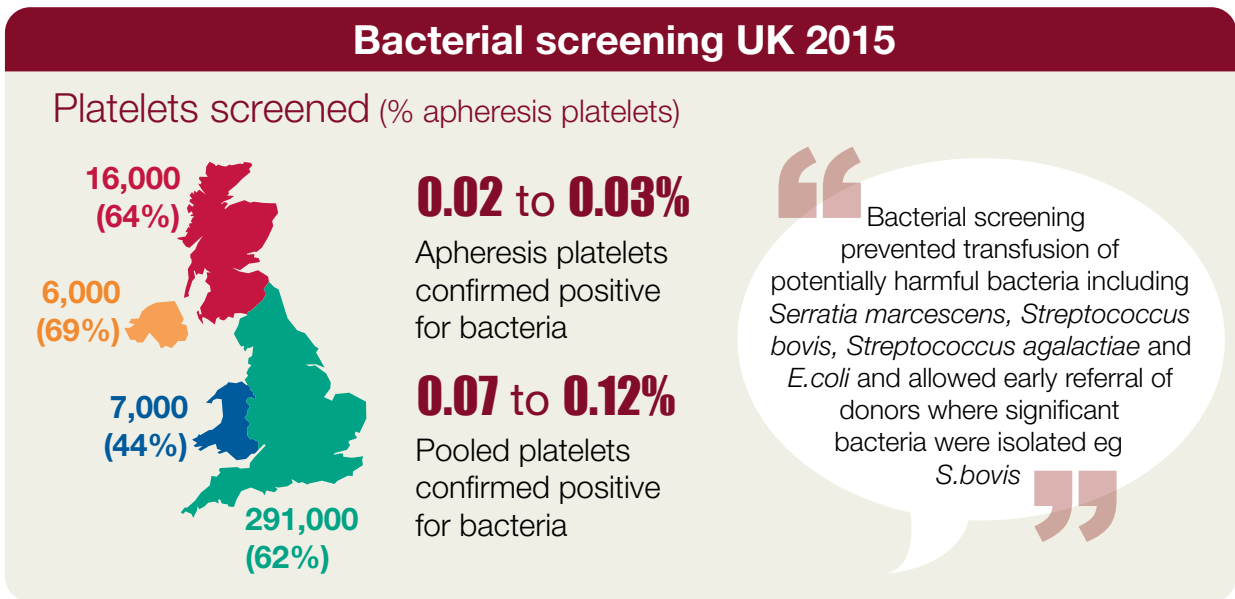 Bacterial screening UK 2015
Platelets screened (% apheresis platelets)
16,000
(64%)
6,000
(69%)
7,000
(44%)
291,000
(62%)
0.02 to 0.03%
Apheresis platelets
confirmed positive
for bacteria
0.07 to 0.12%
Pooled platelets
confirmed positive
for bacteria
“
Bacterial screening
prevented transfusion of
potentially harmful bacteria including
Serratia marcescens, Streptococcus
bovis, Streptococcus agalactiae and
E.coli and allowed early referral of
donors where significant
bacteria were isolated eg
S.bovis
”